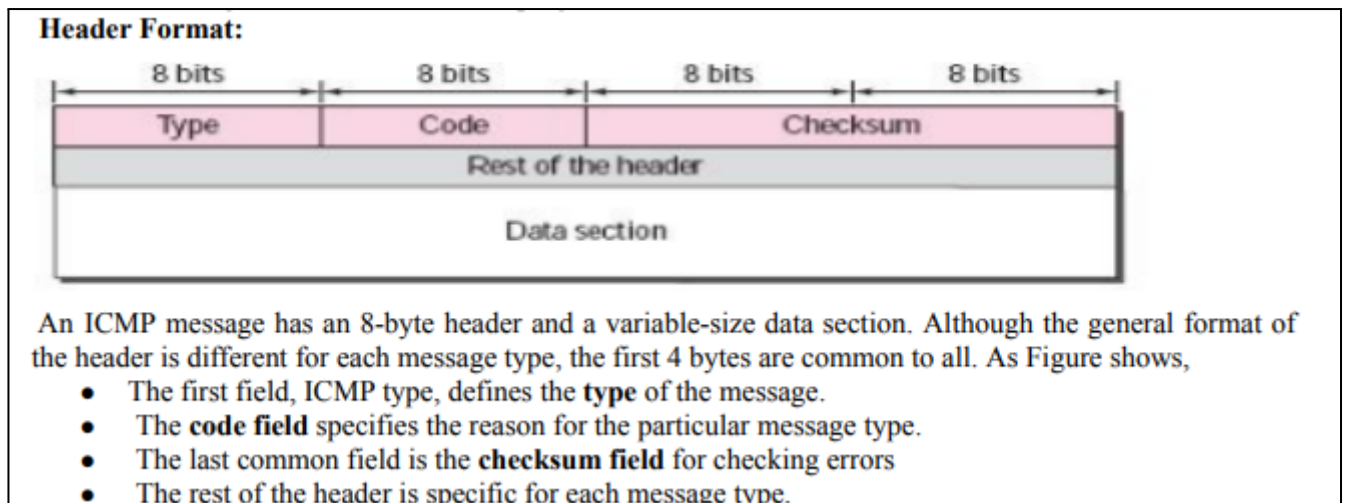 Header Format:
8 bits 8 bits 8 bits 8 bits
Type Code Checksum
Rest of the header
Data section
An ICMP message has an 8-byte header and a variable-size data section. Although the general format of
the header is different for each message type, the first 4 bytes are common to all. As Figure shows,
● The first field, ICMP type, defines the type of the message.
● The code field specifies the reason for the particular message type.
● The last common field is the checksum field for checking errors
● The rest of the header is specific for each message type.